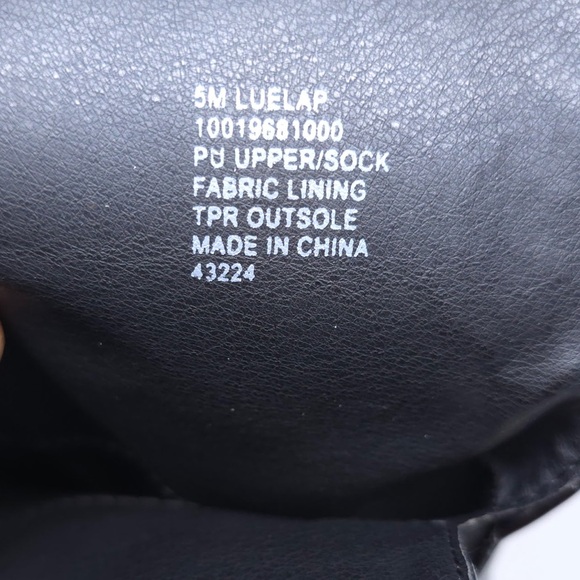 5M LUELAP
10019681000
PU UPPER/SOCK
FABRIC LINING
TPR OUTSOLE
MADE IN CHINA
43224